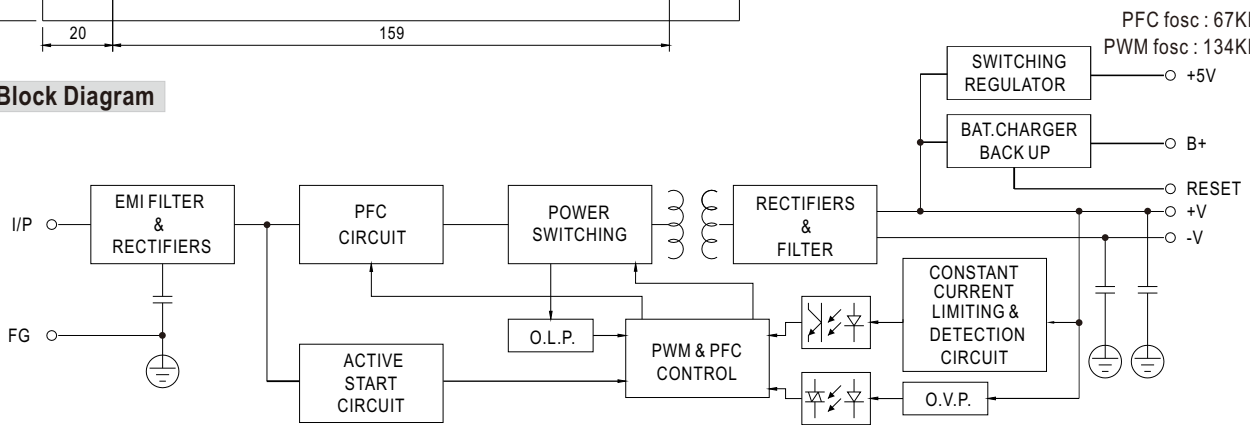 20
159
PFC fosc : 67K
PWM fosc : 134K
Block Diagram
SWITCHING
REGULATOR
+5V
BAT.CHARGER
BACK UP
B+
RESET
I/P
EMI FILTER
&
RECTIFIERS
PFC
CIRCUIT
POWER
SWITCHING
RECTIFIERS
&
FILTER
+V
-V
FG
ACTIVE
START
CIRCUIT
O.L.P.
PWM & PFC
CONTROL
CONSTANT
CURRENT
LIMITING &
DETECTION
CIRCUIT
O.V.P.